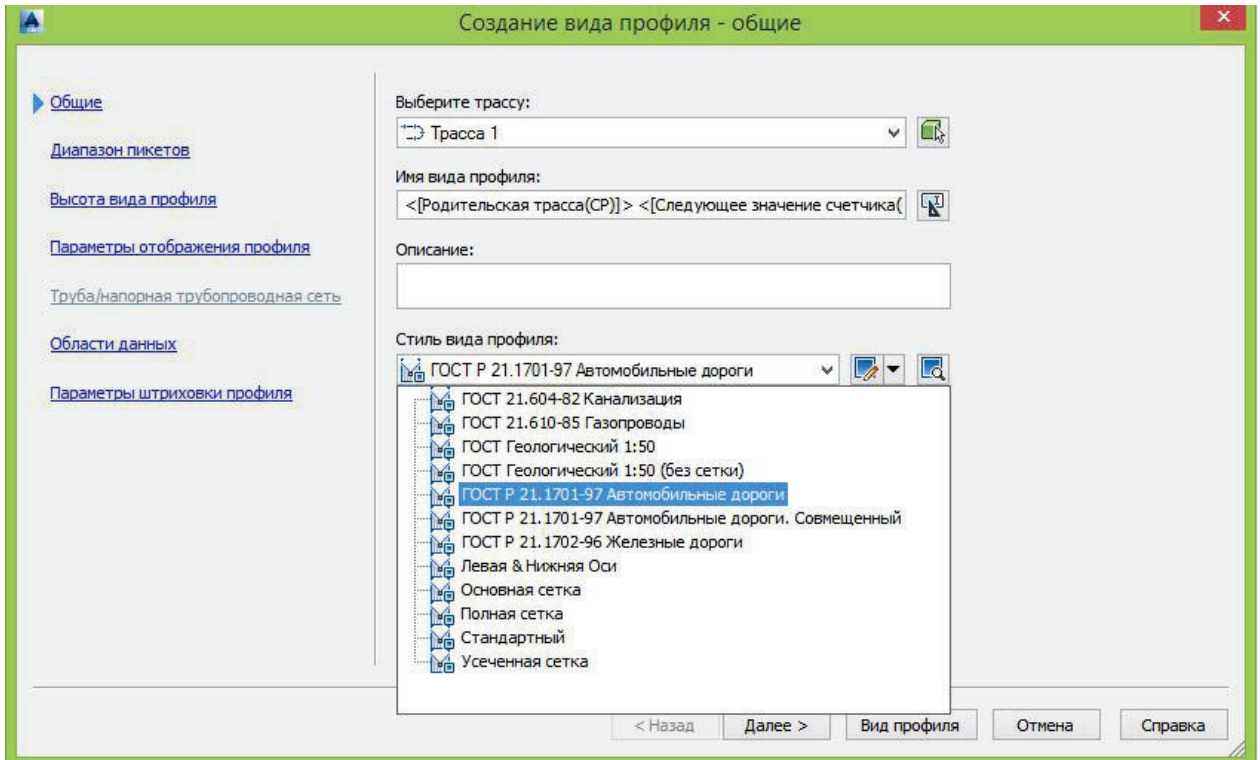 Создание вида профиля - общие
Общие
Диапазон пикетов
Высота вида профиля
Параметры отображения профиля
Труба/напорная трубопроводная сеть
Области данных
Параметры штриховки профиля
Выберите трассу:
Трасса 1
Имя вида профиля:
<[Родительская трасса(CP)]> <[Следующее значение счетчика(
Описание:
Стиль вида профиля:
ГОСТ Р 21.1701-97 Автомобильные дороги
ГОСТ 21.604-82 Канализация
ГОСТ 21.610-85 Газопроводы
ГОСТ Геологический 1:50
ГОСТ Геологический 1:50 (без сетки)
ГОСТ Р 21.1701-97 Автомобильные дороги
ГОСТ Р 21.1701-97 Автомобильные дороги. Совмещенный
ГОСТ Р 21.1702-96 Железные дороги
Левая & Нижняя Оси
Основная сетка
Полная сетка
Стандартный
Усеченная сетка
< Назад
Далее >
Вид профиля
Отмена
Справка